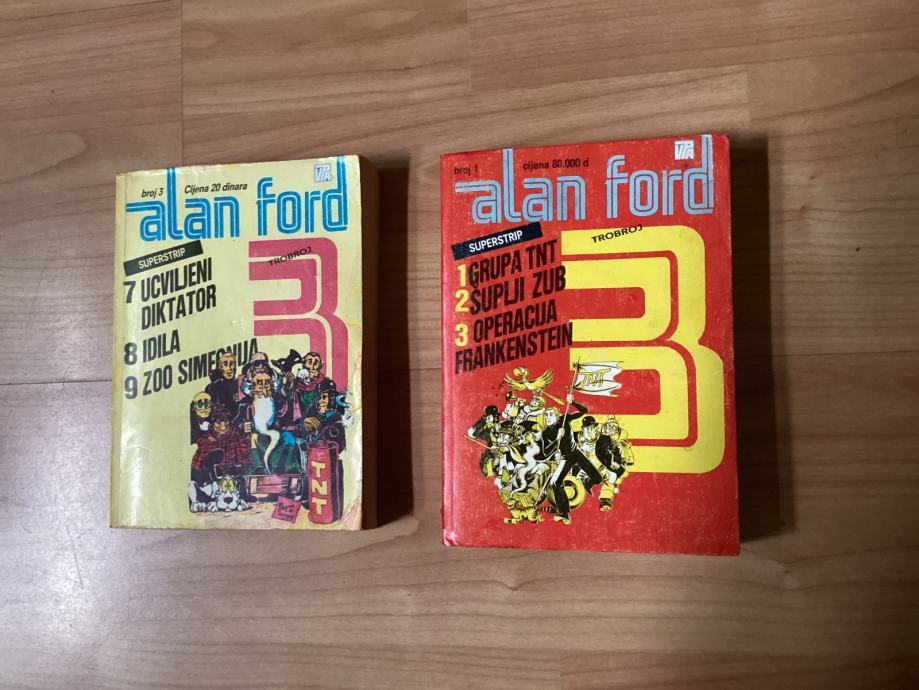 broj 3 Cijena 20 dinara
alan ford
SUPERSTRIP
TROBROJ
3
7 UCVILJENI
DIKTATOR
8 IDILA
9 ZOO SIMFONIJA
TNT
broj 1 cijena 80.000 d
VPA
alan ford
SUPERSTRIP
TROBROJ
3
1 GRUPA TNT
2 ŠUPLJI ZUB
3 OPERACIJA
FRANKENSTEIN
TNT